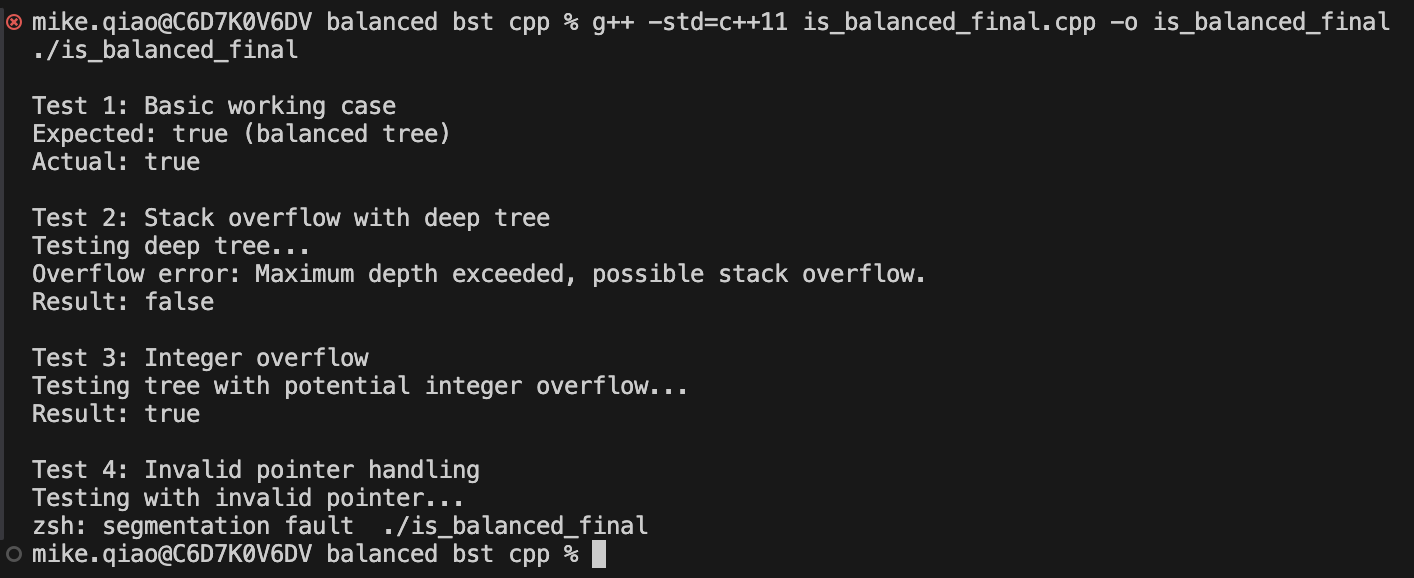 mike.qiao@C6D7K0V6DV balanced bst cpp % g++ -std=c++11 is_balanced_final.cpp -o is_balanced_final
./is_balanced_final
Test 1: Basic working case
Expected: true (balanced tree)
Actual: true
Test 2: Stack overflow with deep tree
Testing deep tree...
Overflow error: Maximum depth exceeded, possible stack overflow.
Result: false
Test 3: Integer overflow
Testing tree with potential integer overflow...
Result: true
Test 4: Invalid pointer handling
Testing with invalid pointer...
zsh: segmentation fault  ./is_balanced_final
mike.qiao@C6D7K0V6DV balanced bst cpp %